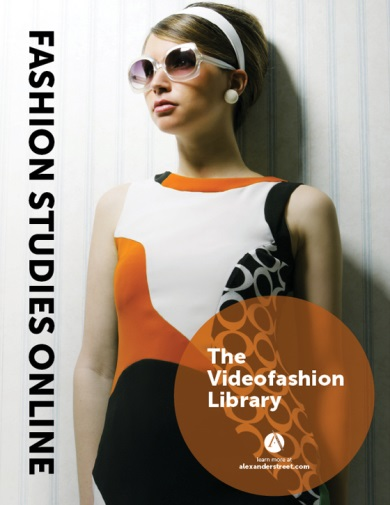 FASHION STUDIES ONLINE
The
Videofashion
Library
learn more at
alexanderstreet.com